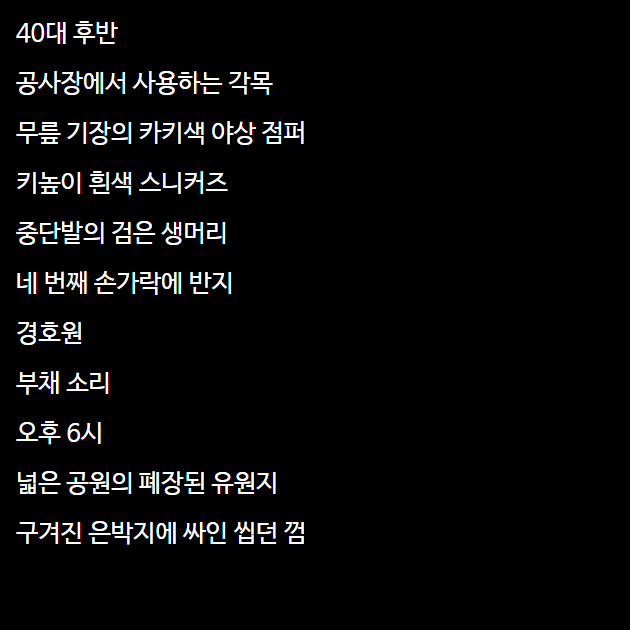 40대 후반
공사장에서 사용하는 각목
무릎 기장의 카키색 야상 점퍼
키높이 흰색 스니커즈
중단발의 검은 생머리
네 번째 손가락에 반지
경호원
부채 소리
오후 6시
넓은 공원의 폐장된 유원지
구겨진 은박지에 싸인 씹던 껌